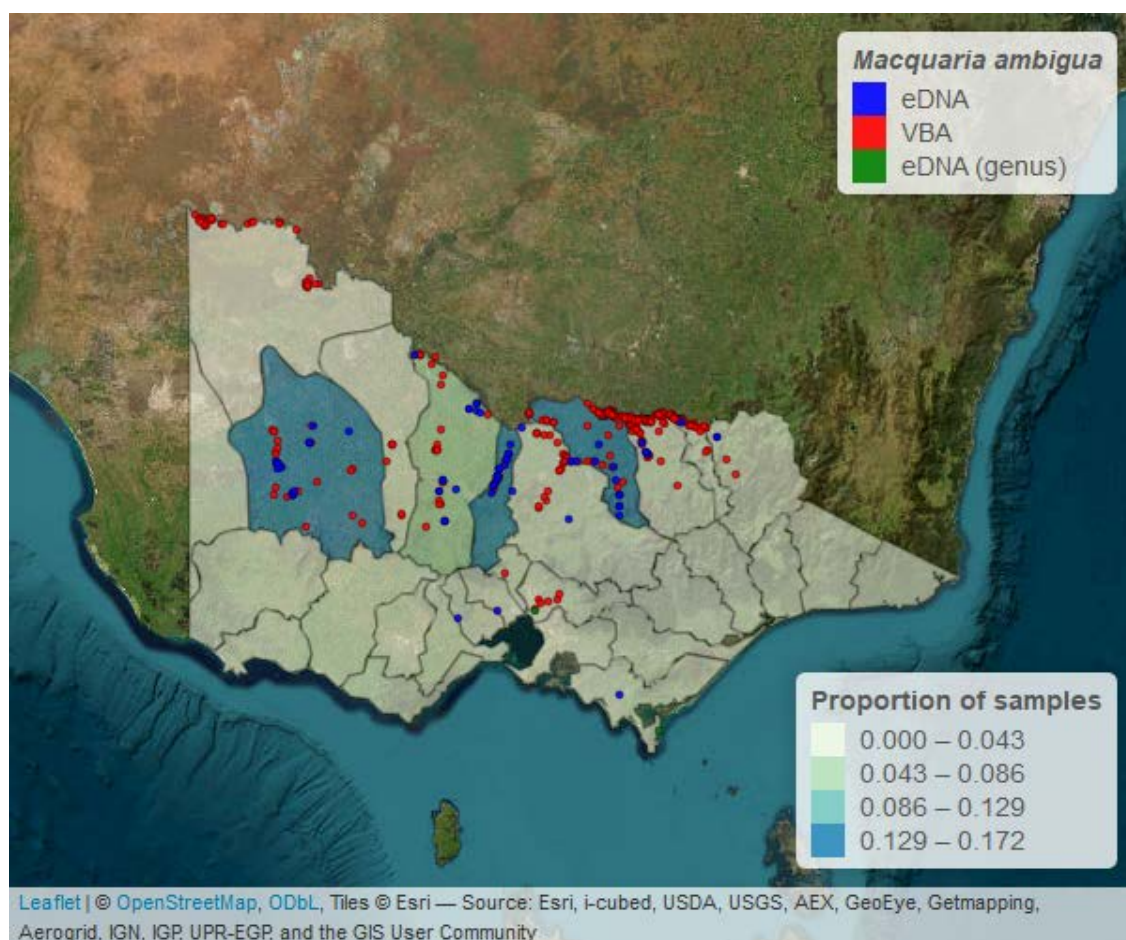 Macquaria ambigua
eDNA
VBA
eDNA (genus)
Proportion of samples
0.000 – 0.043
0.043 – 0.086
0.086 – 0.129
0.129 – 0.172
Leaflet | © OpenStreetMap, ODbL, Tiles © Esri — Source: Esri, i-cubed, USDA, USGS, AEX, GeoEye, Getmapping,
Aerogrid, IGN, IGP, UPR-EGP, and the GIS User Community